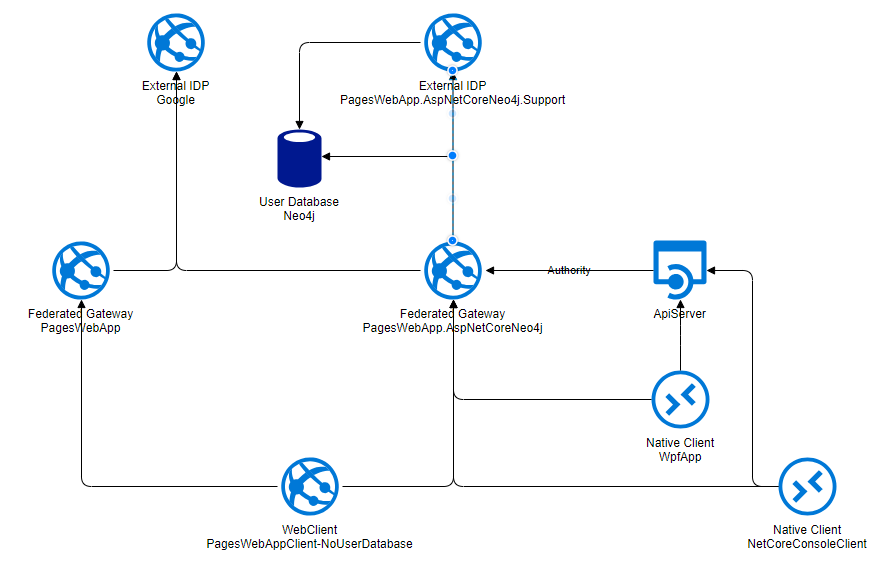 External IDP
Google
External IDP
PagesWebApp.AspNetCoreNeo4j.Support
User Database
Neo4j
Federated Gateway
PagesWebApp
Federated Gateway
PagesWebApp.AspNetCoreNeo4j
Authority
ApiServer
Native Client
WpfApp
WebClient
PagesWebAppClient-NoUserDatabase
Native Client
NetCoreConsoleClient